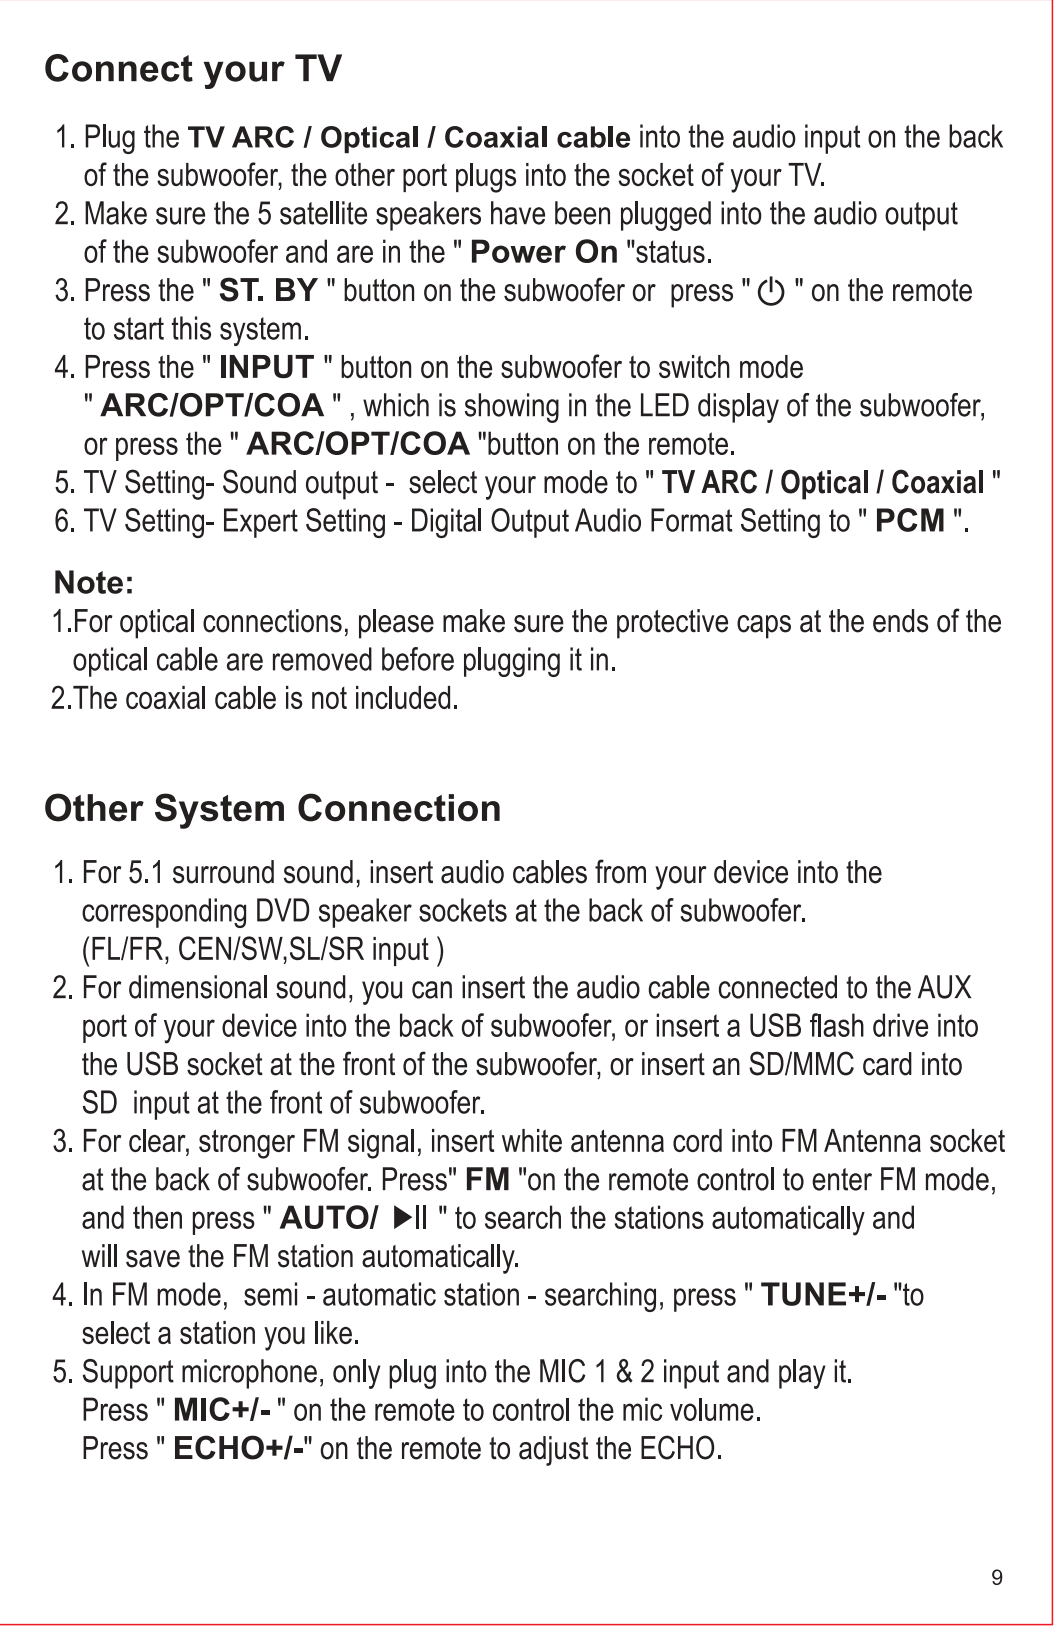 Connect your TV
1. Plug the TV ARC / Optical / Coaxial cable into the audio input on the back
of the subwoofer, the other port plugs into the socket of your TV.
2. Make sure the 5 satellite speakers have been plugged into the audio output
of the subwoofer and are in the " Power On "status.
3. Press the " ST. BY " button on the subwoofer or press " ⏻ " on the remote
to start this system.
4. Press the " INPUT " button on the subwoofer to switch mode
" ARC/OPT/COA " , which is showing in the LED display of the subwoofer,
or press the " ARC/OPT/COA "button on the remote.
5. TV Setting- Sound output - select your mode to " TV ARC / Optical / Coaxial "
6. TV Setting- Expert Setting - Digital Output Audio Format Setting to " PCM ".
Note:
1.For optical connections, please make sure the protective caps at the ends of the
optical cable are removed before plugging it in.
2.The coaxial cable is not included.
Other System Connection
1. For 5.1 surround sound, insert audio cables from your device into the
corresponding DVD speaker sockets at the back of subwoofer.
(FL/FR, CEN/SW,SL/SR input )
2. For dimensional sound, you can insert the audio cable connected to the AUX
port of your device into the back of subwoofer, or insert a USB flash drive into
the USB socket at the front of the subwoofer, or insert an SD/MMC card into
SD input at the front of subwoofer.
3. For clear, stronger FM signal, insert white antenna cord into FM Antenna socket
at the back of subwoofer. Press" FM "on the remote control to enter FM mode,
and then press " AUTO/ ▶II " to search the stations automatically and
will save the FM station automatically.
4. In FM mode, semi - automatic station - searching, press " TUNE+/- "to
select a station you like.
5. Support microphone, only plug into the MIC 1 & 2 input and play it.
Press " MIC+/- " on the remote to control the mic volume.
Press " ECHO+/-" on the remote to adjust the ECHO.
9